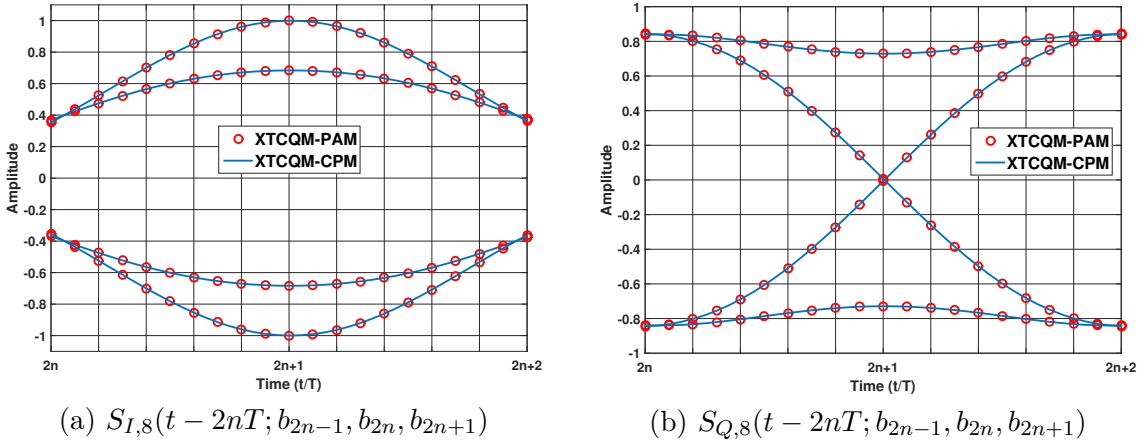 1
0.8
0.6
0.4
0.2
0
-0.2
-0.4
-0.6
-0.8
-1
Amplitude
XTCQM-PAM
XTCQM-CPM
2n
2n+1
2n+2
Time (t/T)
(a) $S_{I,8}(t - 2nT; b_{2n-1}, b_{2n}, b_{2n+1})$
1
0.8
0.6
0.4
0.2
0
-0.2
-0.4
-0.6
-0.8
-1
Amplitude
XTCQM-PAM
XTCQM-CPM
2n
2n+1
2n+2
Time (t/T)
(b) $S_{Q,8}(t - 2nT; b_{2n-1}, b_{2n}, b_{2n+1})$